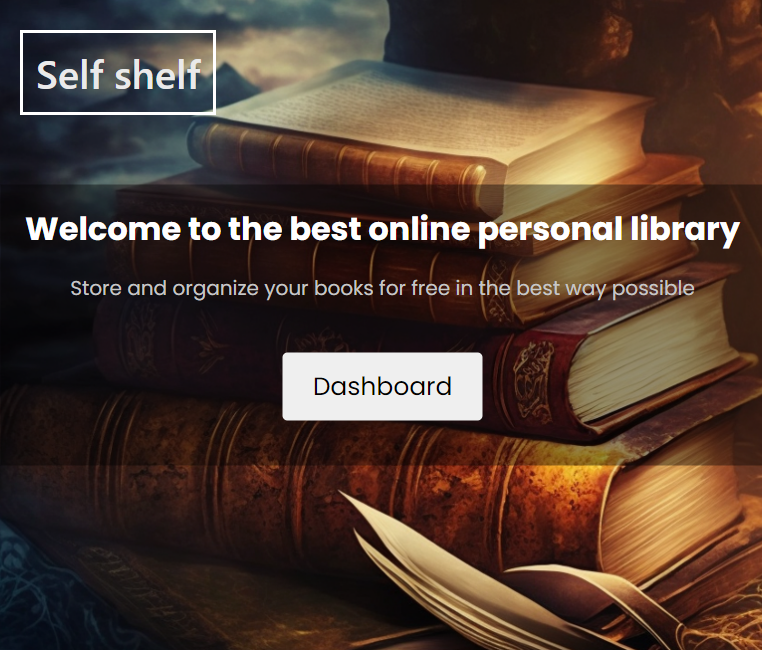 Self shelf
Welcome to the best online personal library
Store and organize your books for free in the best way possible
Dashboard